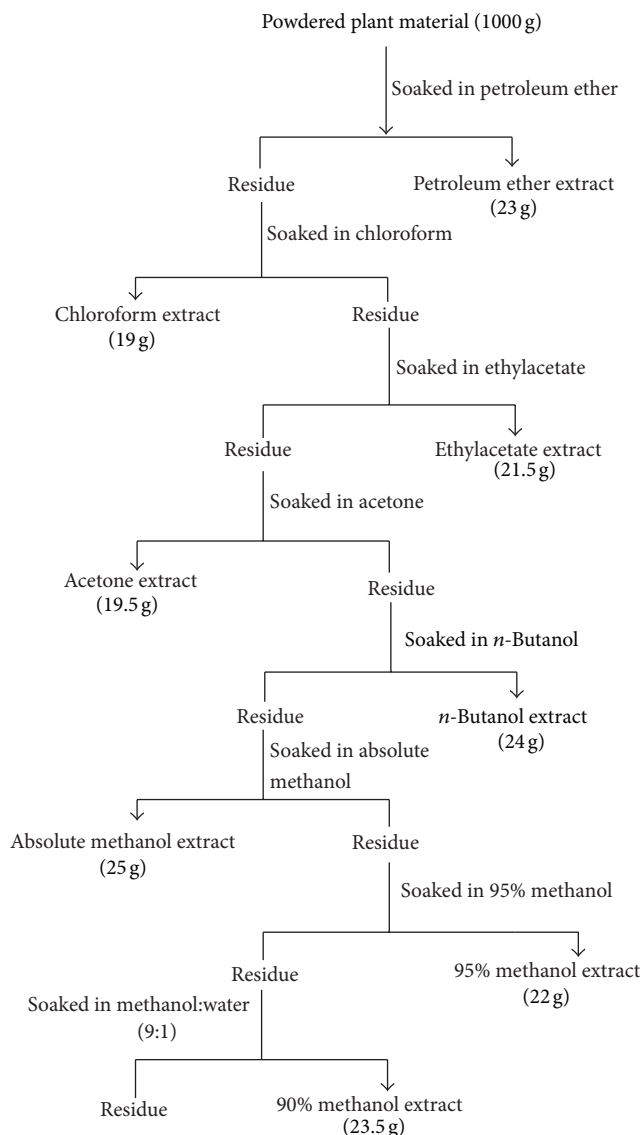 Powdered plant material (1000 g)
Soaked in petroleum ether
Residue
Petroleum ether extract
(23 g)
Soaked in chloroform
Chloroform extract
(19 g)
Residue
Soaked in ethylacetate
Residue
Ethylacetate extract
(21.5 g)
Soaked in acetone
Acetone extract
(19.5 g)
Residue
Soaked in n-Butanol
Residue
n-Butanol extract
(24 g)
Soaked in absolute
methanol
Absolute methanol extract
(25 g)
Residue
Soaked in 95% methanol
Residue
95% methanol extract
(22 g)
Soaked in methanol:water
(9:1)
Residue
90% methanol extract
(23.5 g)